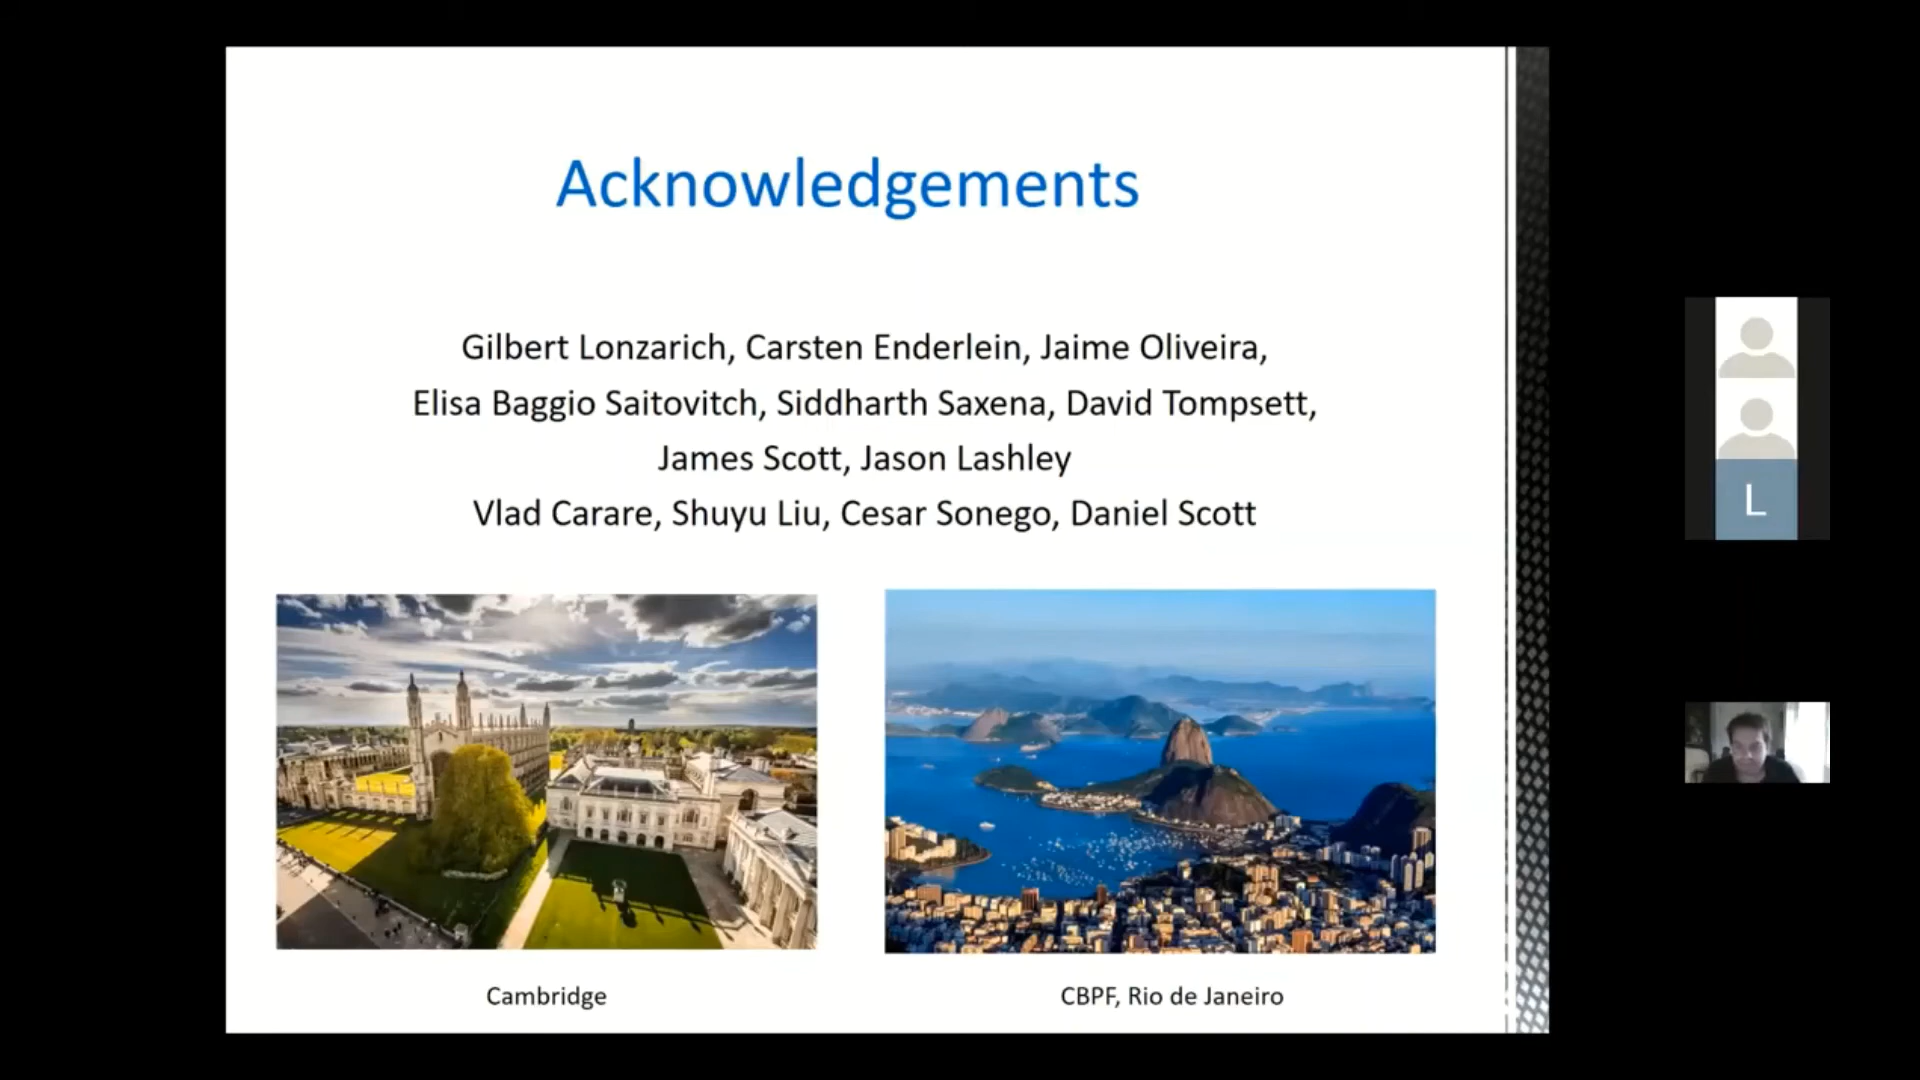 Acknowledgements
Gilbert Lonzarich, Carsten Enderlein, Jaime Oliveira,
Elisa Baggio Saitovitch, Siddharth Saxena, David Tompsett,
James Scott, Jason Lashley
Vlad Carare, Shuyu Liu, Cesar Sonego, Daniel Scott
L
Cambridge
CBPF, Rio de Janeiro